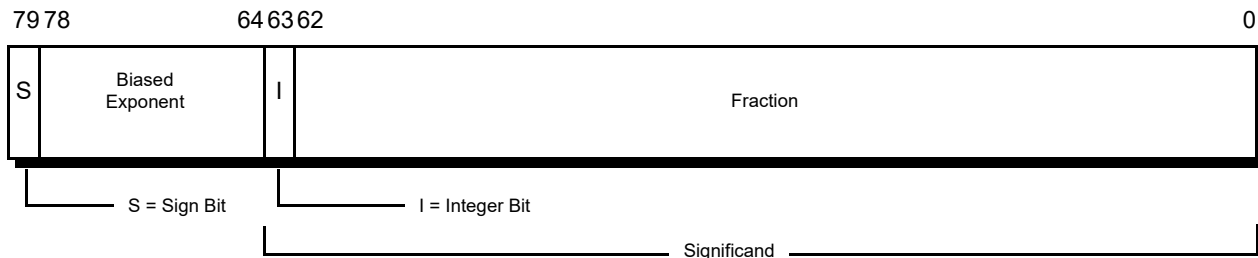 79 78 64 63 62 0
S Biased Exponent I Fraction
S = Sign Bit I = Integer Bit
Significand